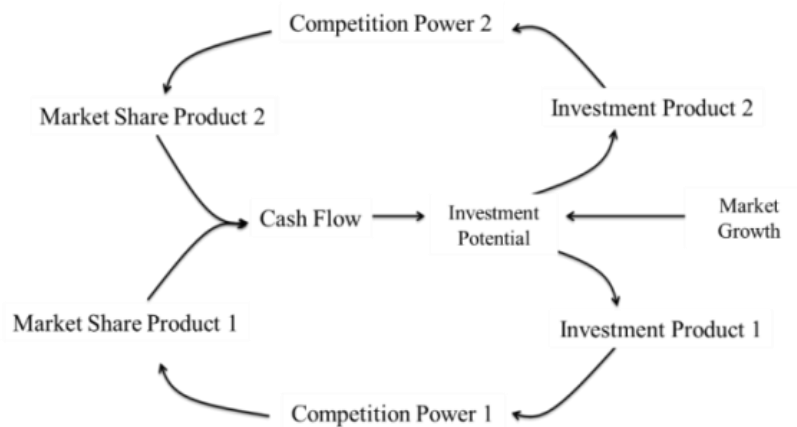 Competition Power 2
Market Share Product 2
Investment Product 2
Cash Flow
Investment
Potential
Market
Growth
Market Share Product 1
Investment Product 1
Competition Power 1